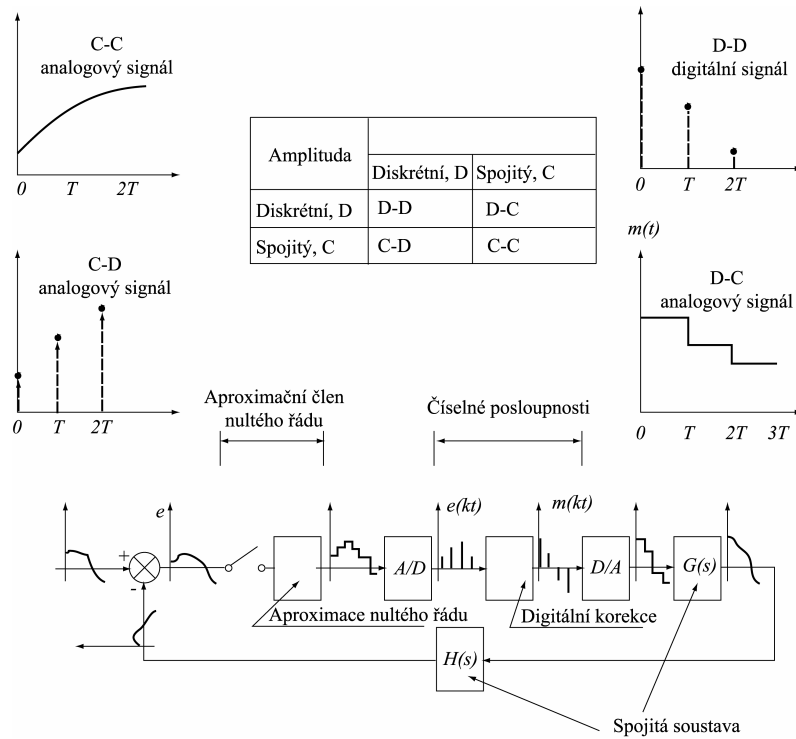 C-C
analogový signál
0 T 2T
Amplituda
Diskrétní, D Spojitý, C
Diskrétní, D D-D D-C
Spojitý, C C-D C-C
D-D
digitální signál
0 T 2T
C-D
analogový signál
0 T 2T
m(t)
D-C
analogový signál
0 T 2T 3T
Aproximační člen
nultého řádu
Číselné posloupnosti
e
e(kt)
m(kt)
+
-
A/D
D/A
G(s)
Aproximace nultého řádu
Digitální korekce
H(s)
Spojitá soustava